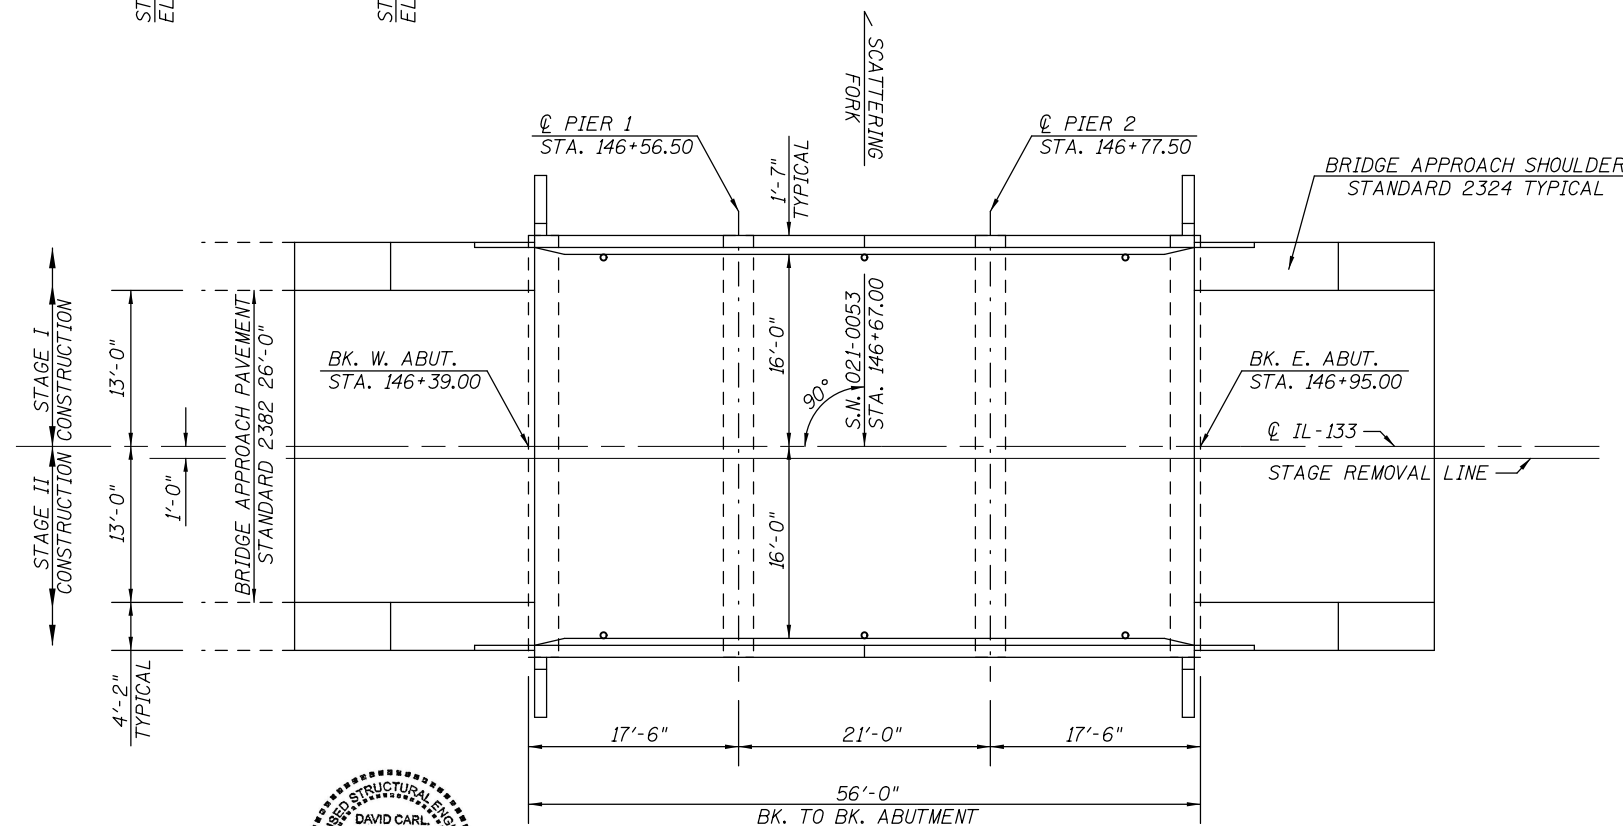 ST
EL
ST
EL
SCATTERING
FORK
℄ PIER 1
STA. 146+56.50
1'-7"
TYPICAL
℄ PIER 2
STA. 146+77.50
BRIDGE APPROACH SHOULDER
STANDARD 2324 TYPICAL
STAGE I
CONSTRUCTION
13'-0"
BRIDGE APPROACH PAVEMENT
STANDARD 2382 26'-0"
BK. W. ABUT.
STA. 146+39.00
16'-0"
90°
S.N. 021-0053
STA. 146+67.00
BK. E. ABUT.
STA. 146+95.00
℄ IL-133
STAGE REMOVAL LINE
STAGE II
CONSTRUCTION
13'-0"
1'-0"
16'-0"
4'-2"
TYPICAL
17'-6"
21'-0"
17'-6"
56'-0"
BK. TO BK. ABUTMENT
STRUCTURAL
DAVID CARL